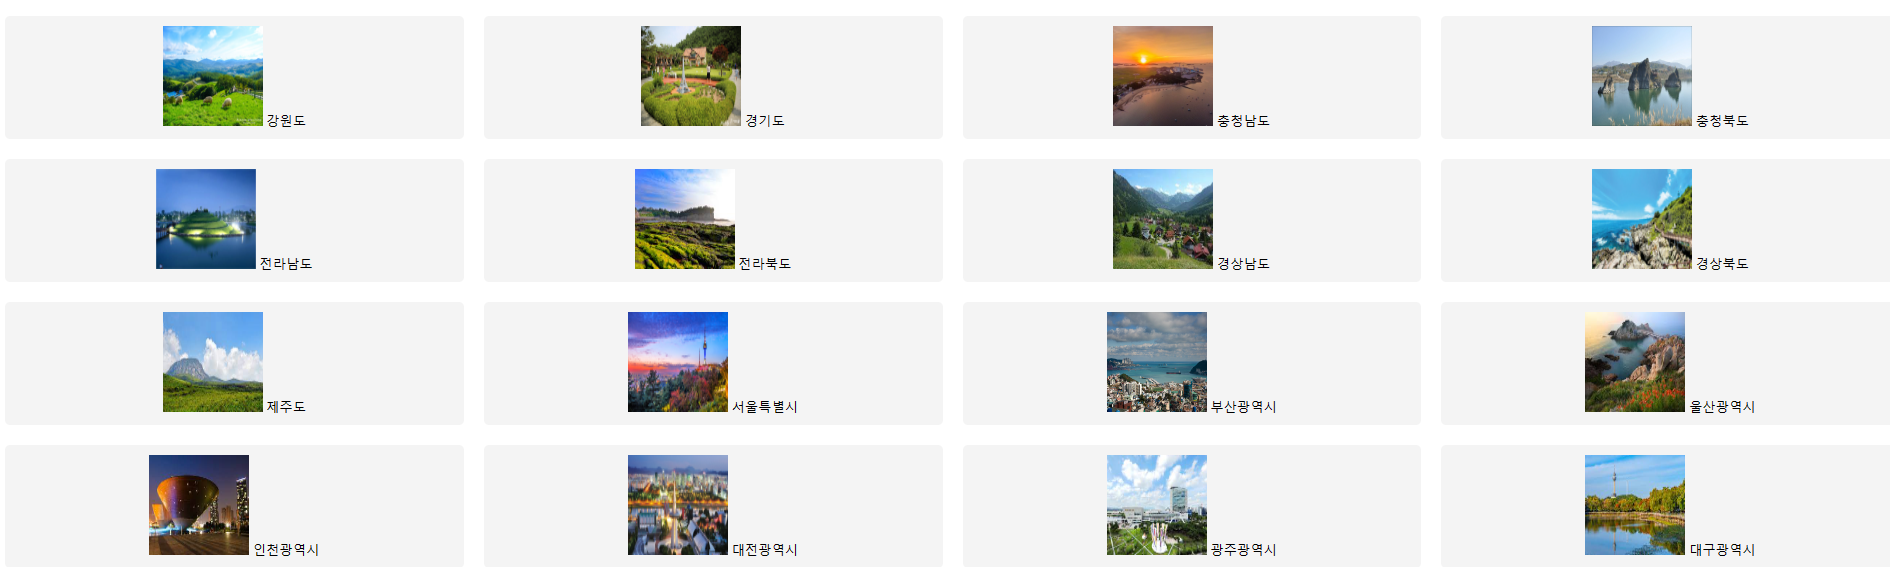 강원도
경기도
충청남도
충청북도
전라남도
전라북도
경상남도
경상북도
제주도
서울특별시
부산광역시
울산광역시
인천광역시
대전광역시
광주광역시
대구광역시